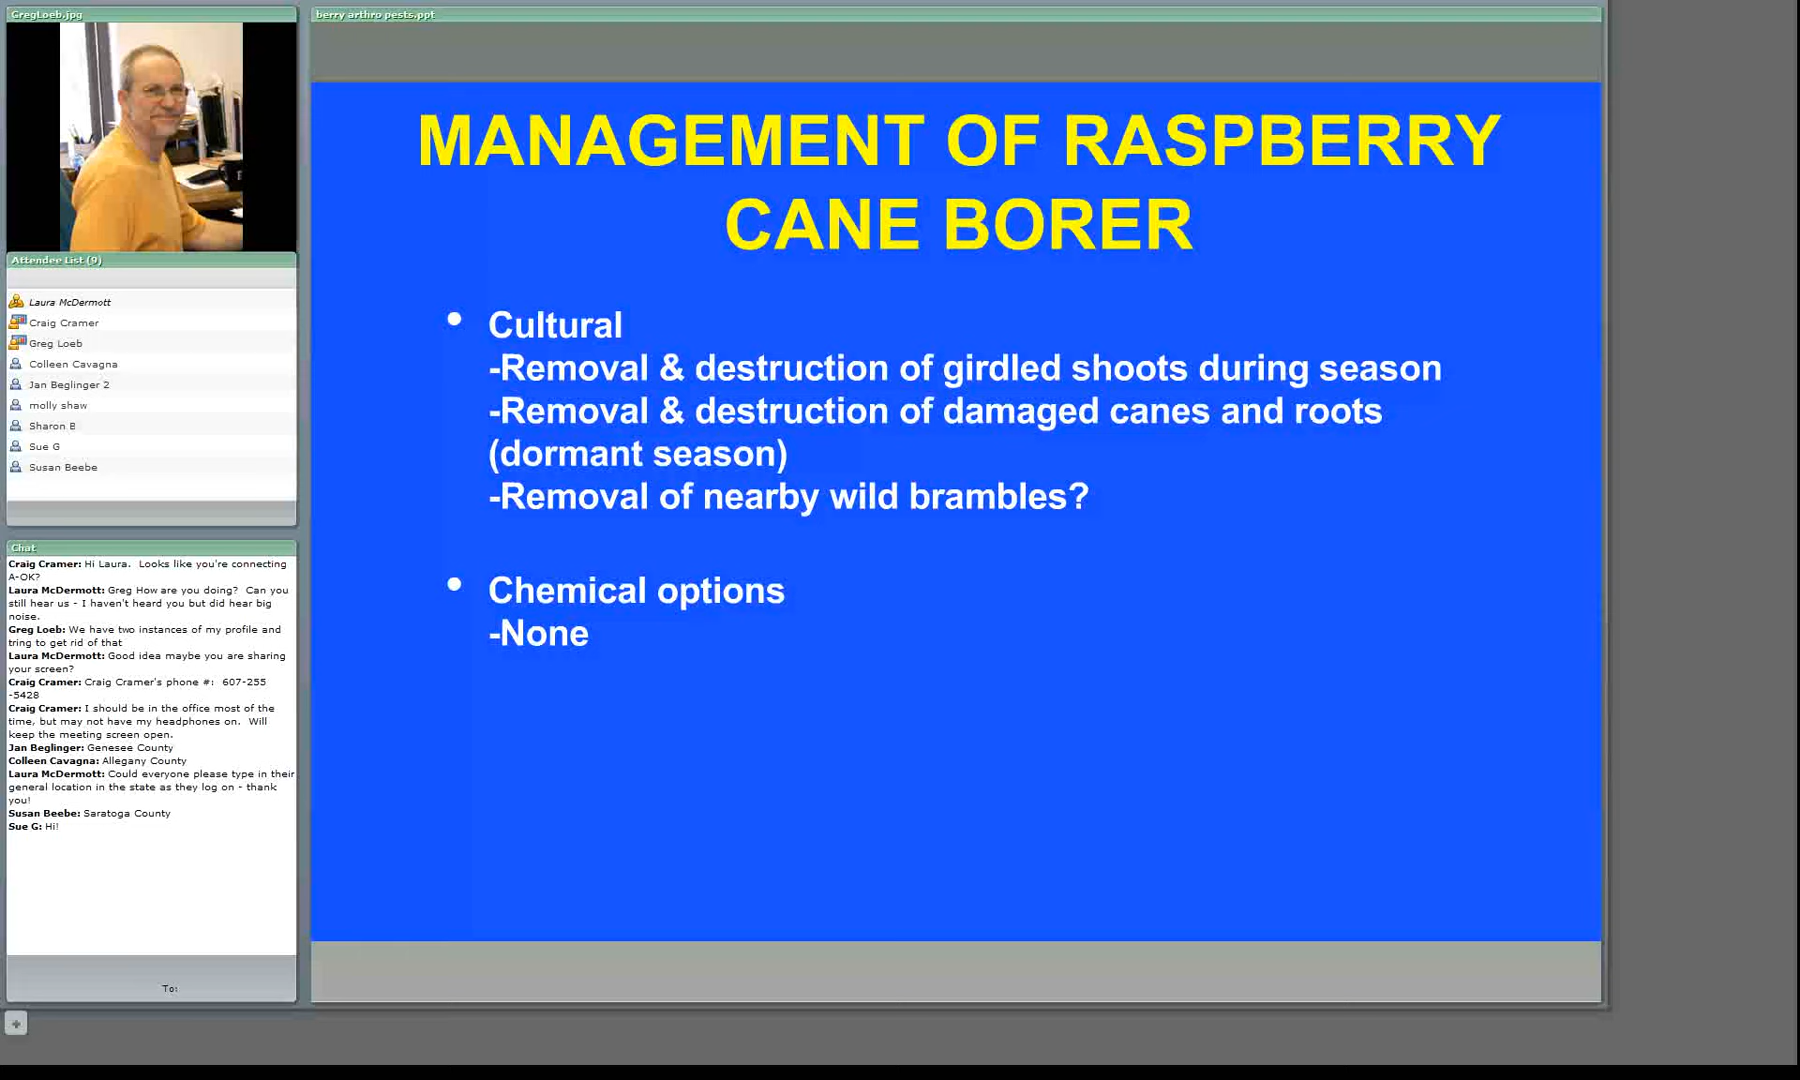 GregLoeb.jpg
Attendee List (9)
Laura McDermott
Craig Cramer
Greg Loeb
Colleen Cavagna
Jan Beglinger 2
molly shaw
Sharon B
Sue G
Susan Beebe
Chat
Craig Cramer: Hi Laura. Looks like you're connecting
A-OK?
Laura McDermott: Greg How are you doing? Can you
still hear us - I haven't heard you but did hear big
noise.
Greg Loeb: We have two instances of my profile and
tring to get rid of that
Laura McDermott: Good idea maybe you are sharing
your screen?
Craig Cramer: Craig Cramer's phone #: 607-255
-5428
Craig Cramer: I should be in the office most of the
time, but may not have my headphones on. Will
keep the meeting screen open.
Jan Beglinger: Genesee County
Colleen Cavagna: Allegany County
Laura McDermott: Could everyone please type in their
general location in the state as they log on - thank
you!
Susan Beebe: Saratoga County
Sue G: Hi!
To:
berry arthro pests.ppt
MANAGEMENT OF RASPBERRY
CANE BORER
• Cultural
-Removal & destruction of girdled shoots during season
-Removal & destruction of damaged canes and roots
(dormant season)
-Removal of nearby wild brambles?
• Chemical options
-None